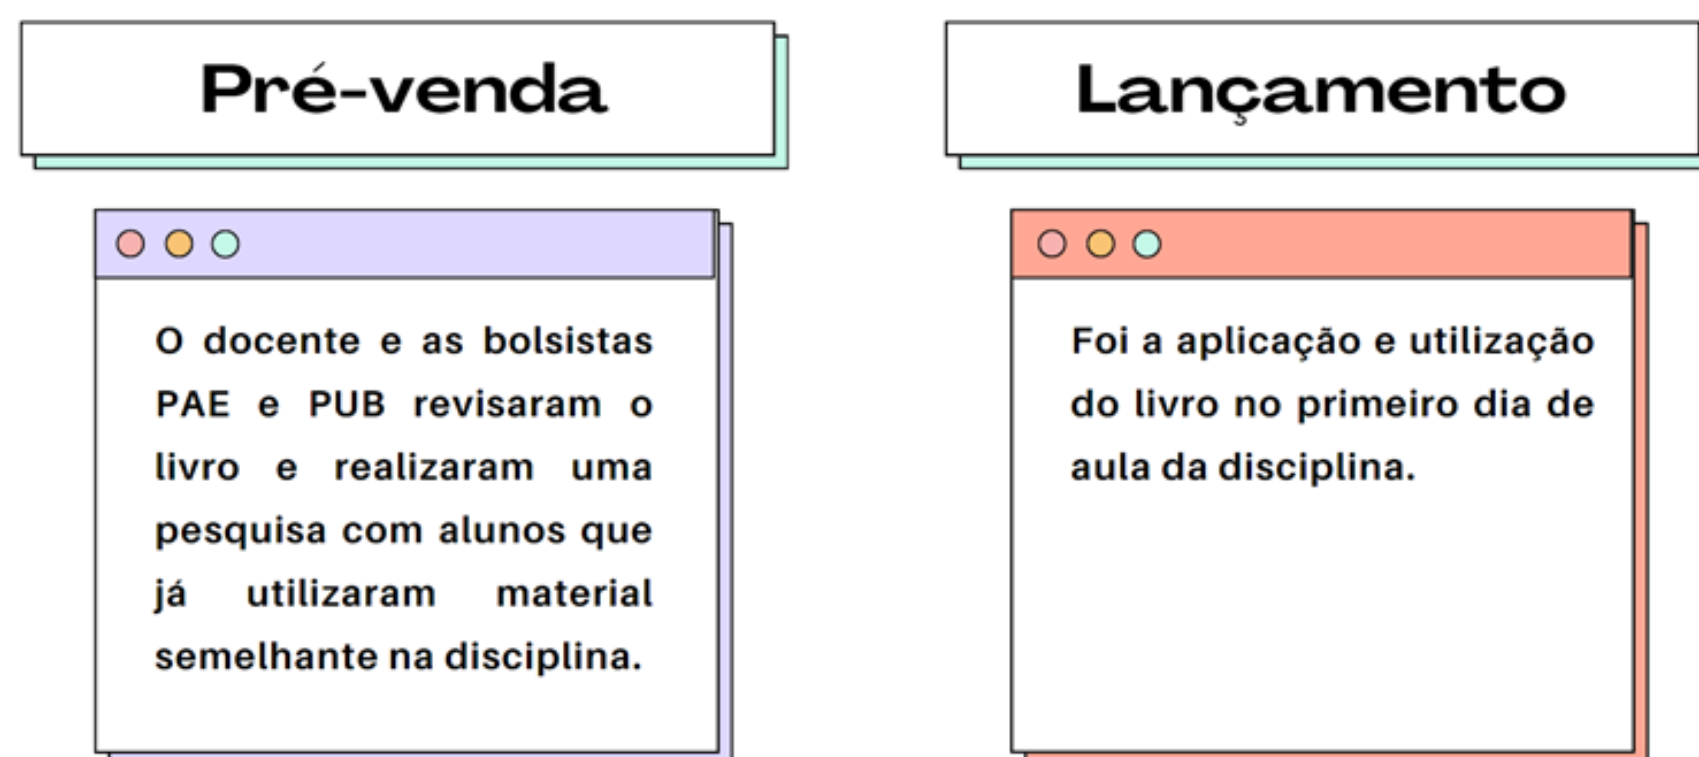 Pré-venda
O docente e as bolsistas
PAE e PUB revisaram o
livro e realizaram uma
pesquisa com alunos que
já utilizaram material
semelhante na disciplina.
Lançamento
Foi a aplicação e utilização
do livro no primeiro dia de
aula da disciplina.